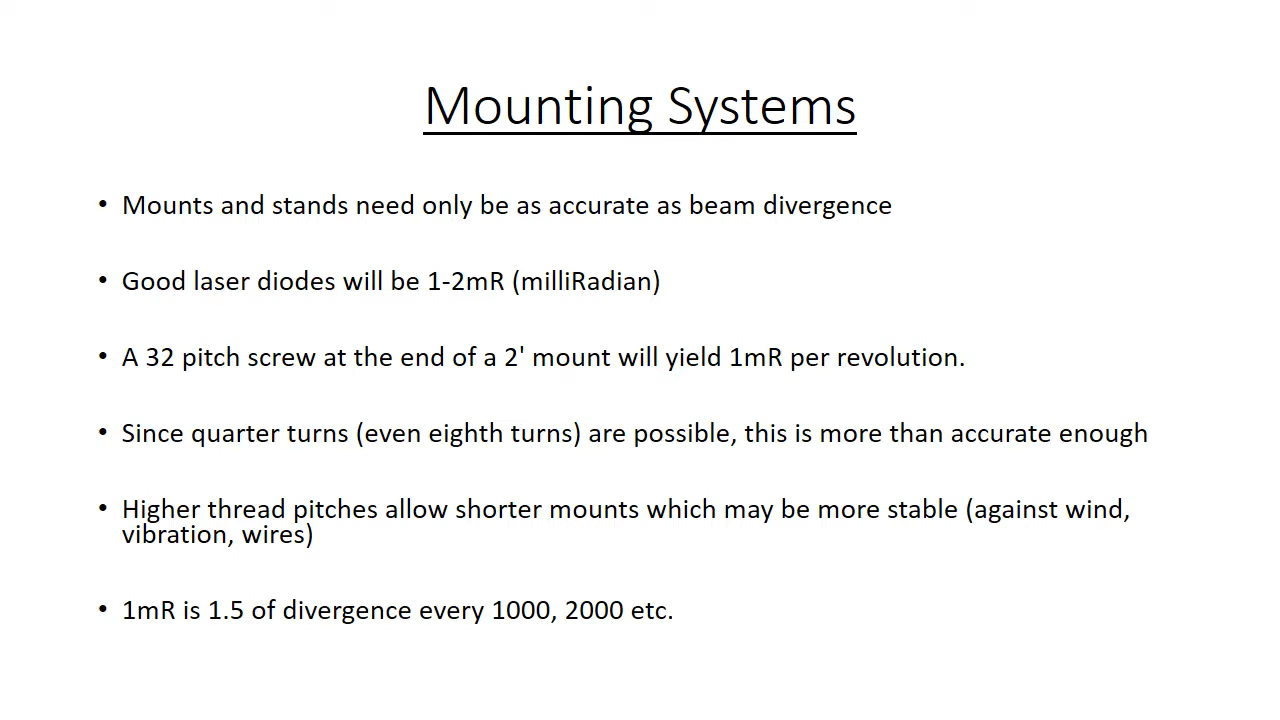 Mounting Systems
• Mounts and stands need only be as accurate as beam divergence
• Good laser diodes will be 1-2mR (milliRadian)
• A 32 pitch screw at the end of a 2' mount will yield 1mR per revolution.
• Since quarter turns (even eighth turns) are possible, this is more than accurate enough
• Higher thread pitches allow shorter mounts which may be more stable (against wind,
vibration, wires)
• 1mR is 1.5 of divergence every 1000, 2000 etc.